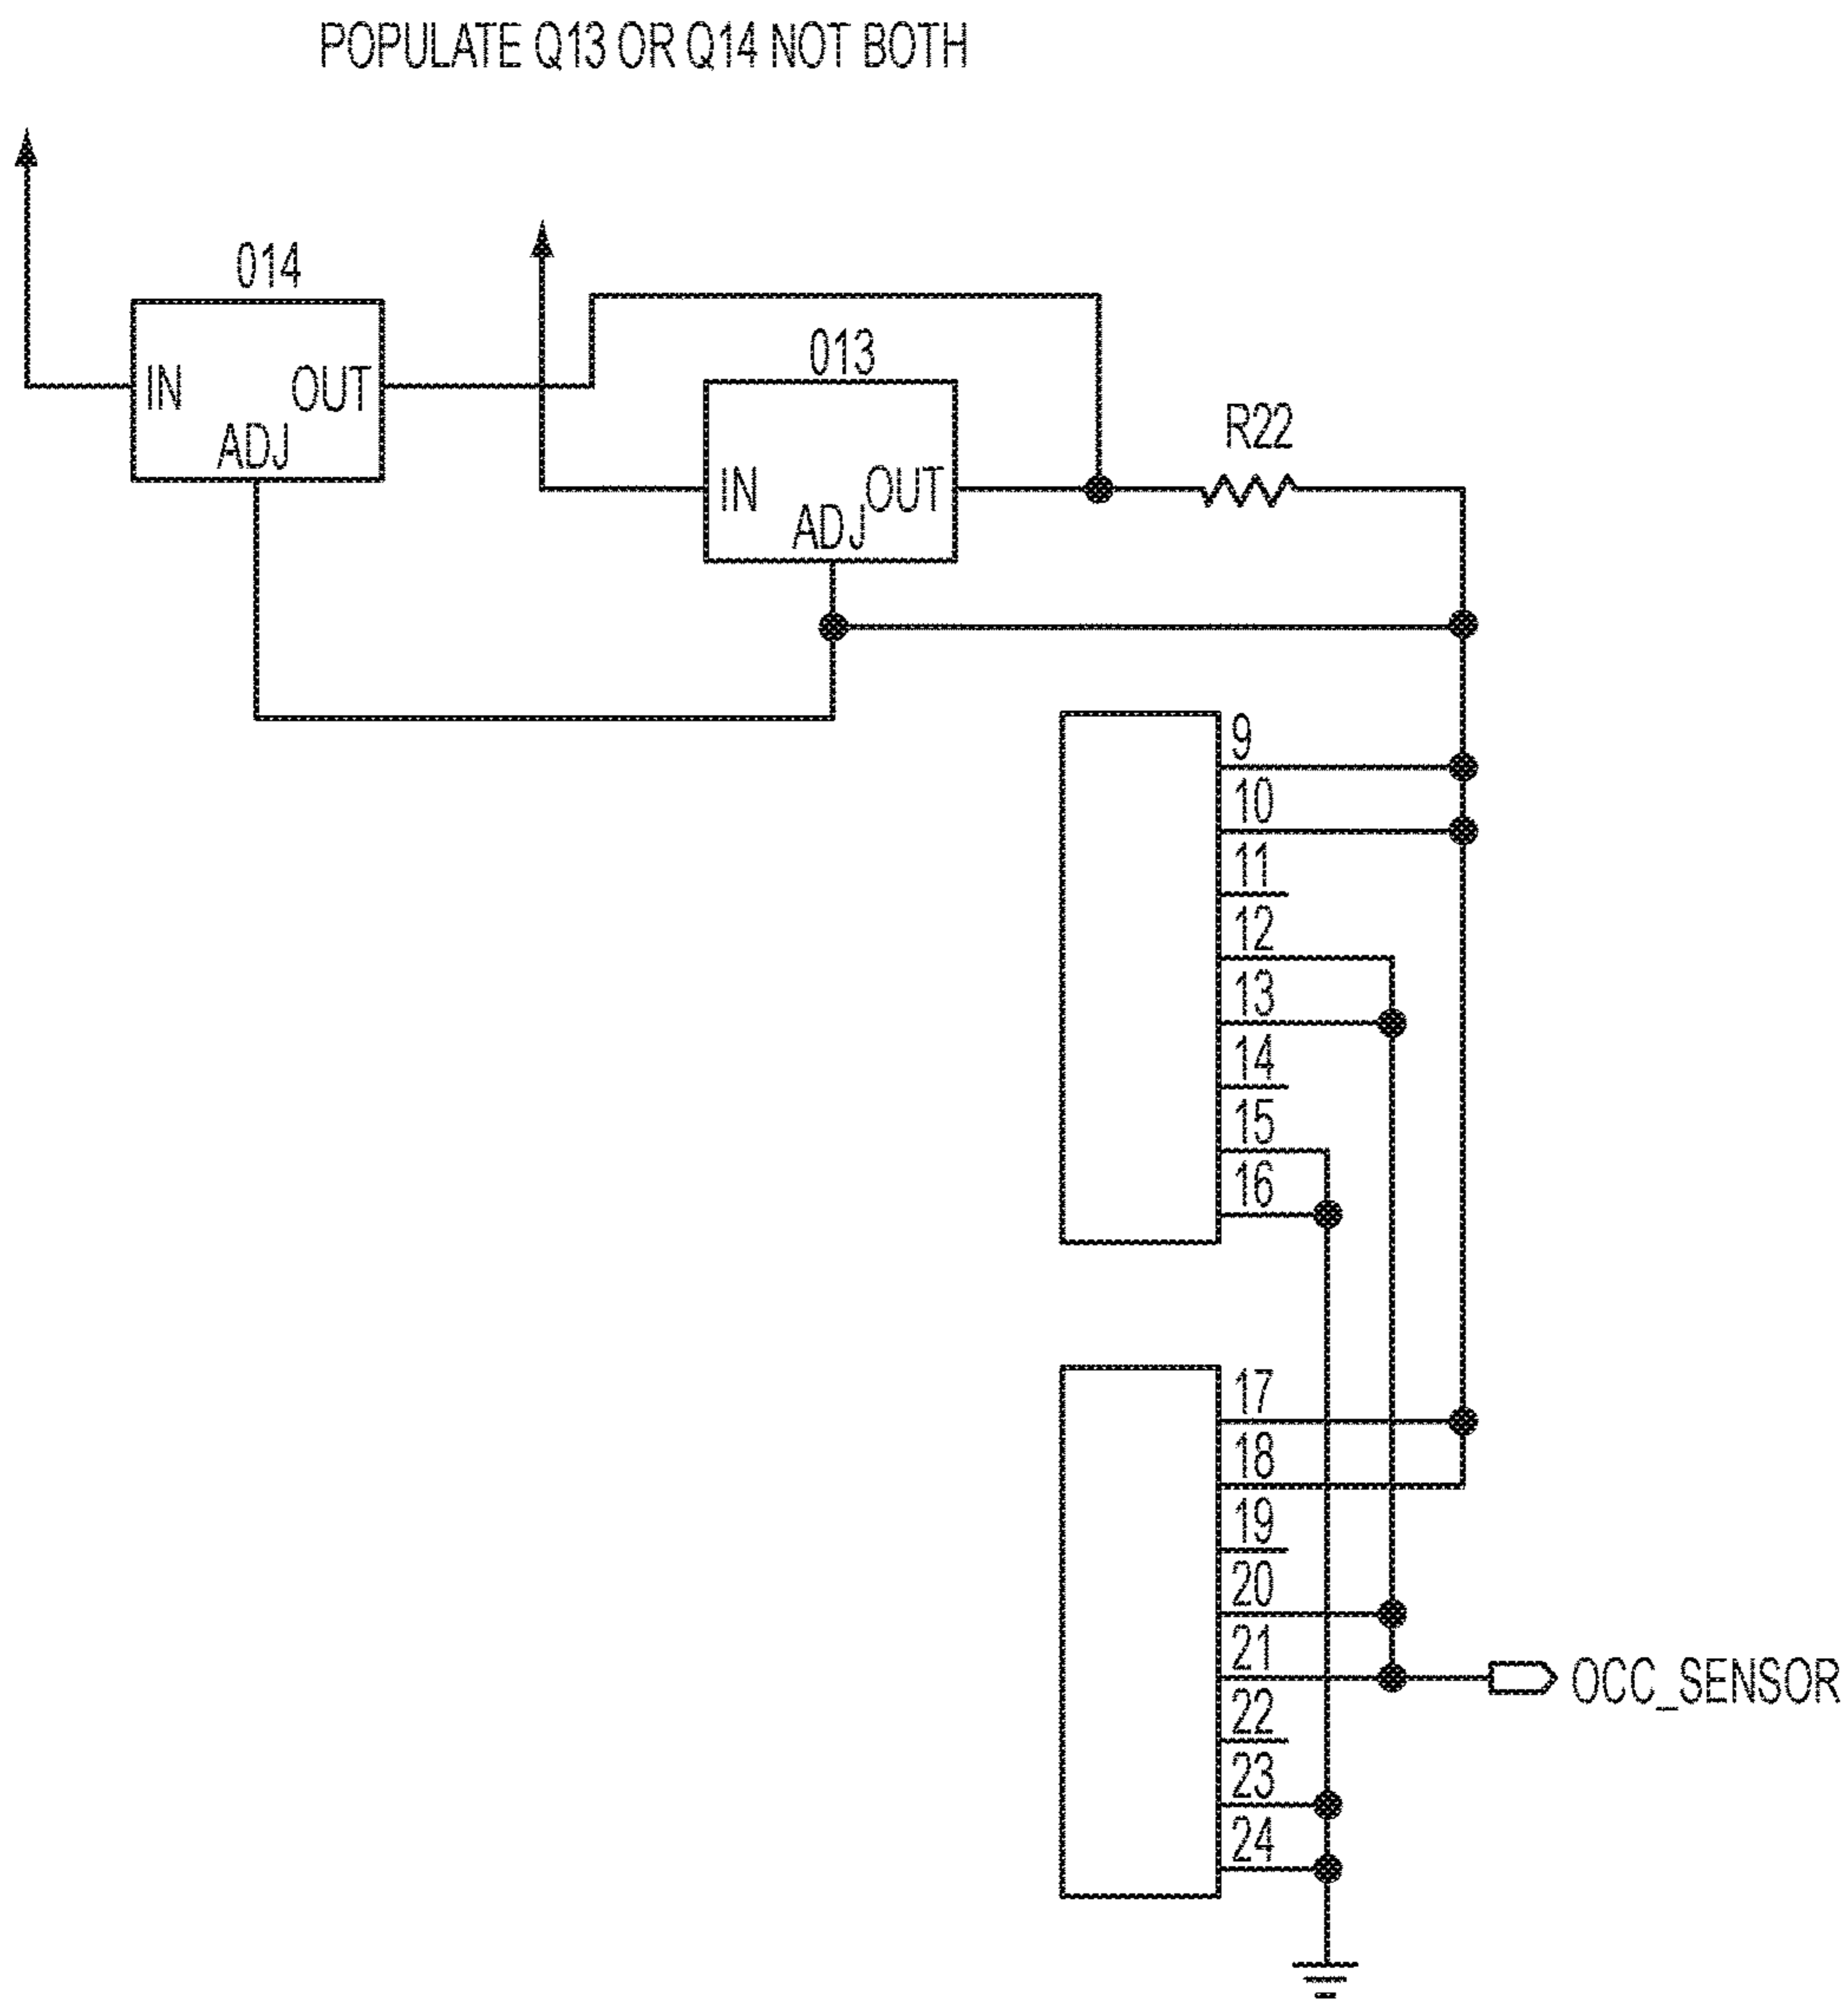 POPULATE Q13 OR Q14 NOT BOTH
014
IN
OUT
ADJ
013
IN
OUT
ADJ
R22
9
10
11
12
13
14
15
16
17
18
19
20
21
22
23
24
OCC_SENSOR